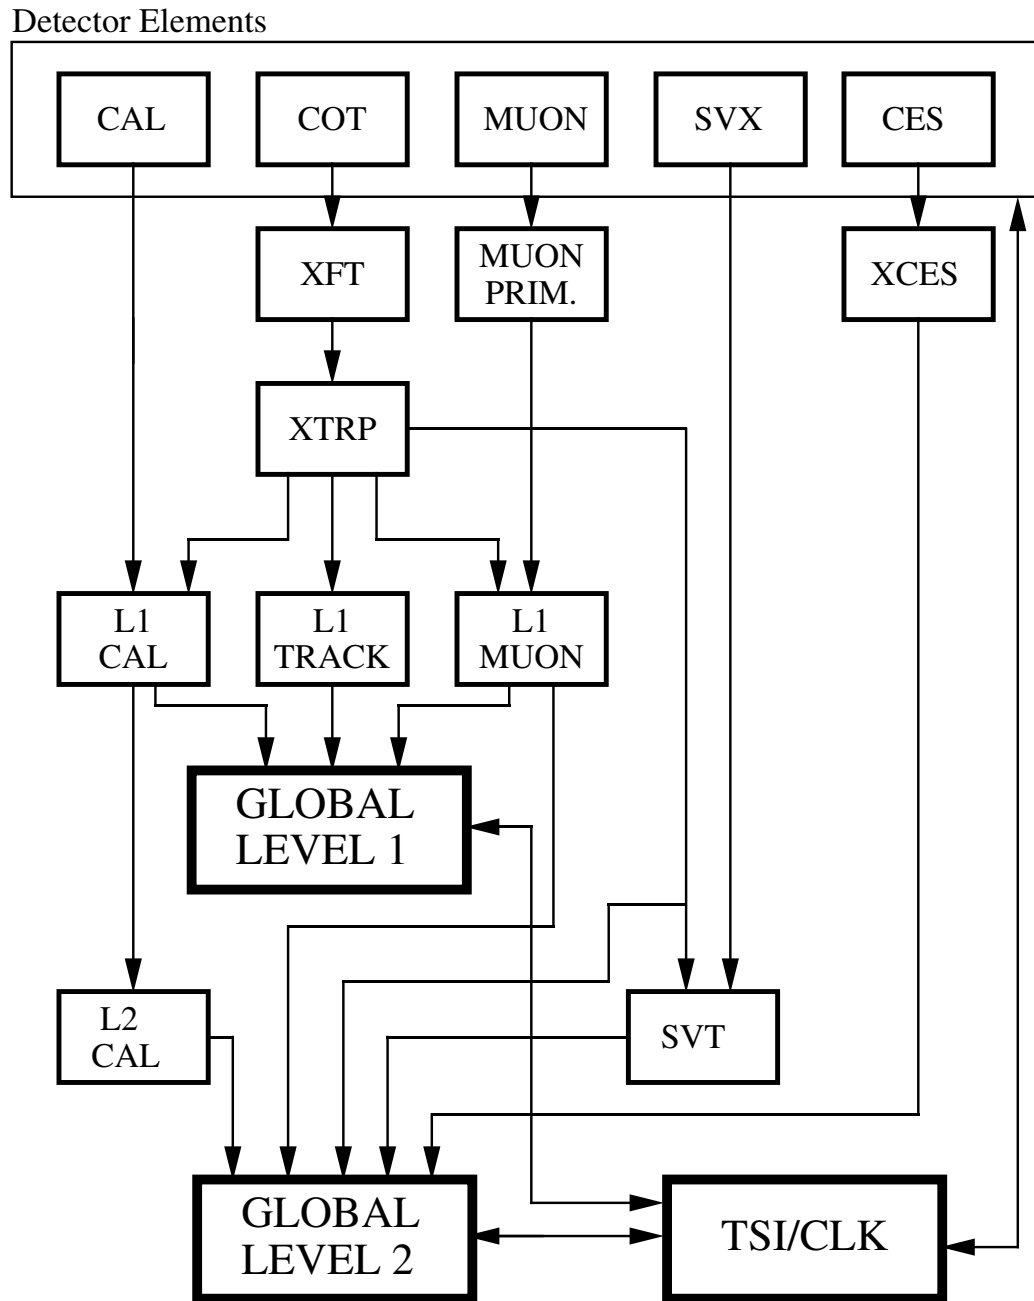 Detector Elements
CAL
COT
MUON
SVX
CES
XFT
MUON
PRIM.
XCES
XTRP
L1
CAL
L1
TRACK
L1
MUON
GLOBAL
LEVEL 1
L2
CAL
SVT
GLOBAL
LEVEL 2
TSI/CLK